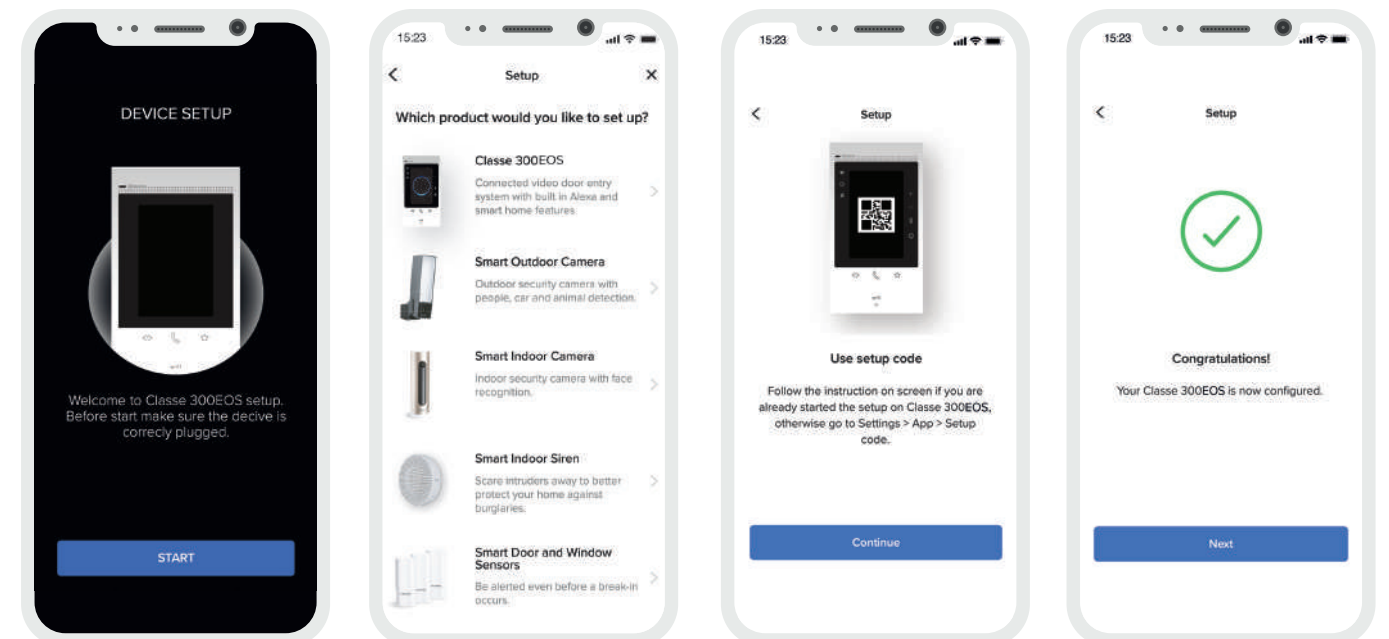 DEVICE SETUP
Welcome to Classe 300EOS setup.
Before start make sure the decive is
correcly plugged.
START
15:23
Setup
Which product would you like to set up?
Classe 300EOS
Connected video door entry
system with built in Alexa and
smart home features.
Smart Outdoor Camera
Outdoor security camera with
people, car and animal detection.
Smart Indoor Camera
Indoor security camera with face
recognition.
Smart Indoor Siren
Scare intruders away to better
protect your home against
burglaries.
Smart Door and Window
Sensors
Be alerted even before a break-in
occurs.
15:23
Setup
Use setup code
Follow the instruction on screen if you are
already started the setup on Classe 300EOS,
otherwise go to Settings > App > Setup
code.
Continue
15:23
Setup
Congratulations!
Your Classe 300EOS is now configured.
Next